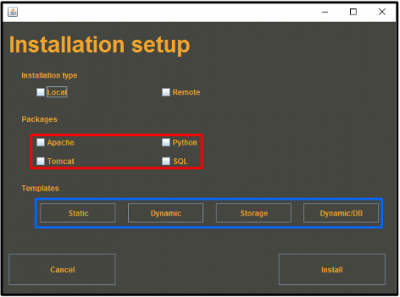 Installation setup
Installation type
Local Remote
Packages
Apache Python
Tomcat SQL
Templates
Static Dynamic Storage Dynamic/DB
Cancel Install